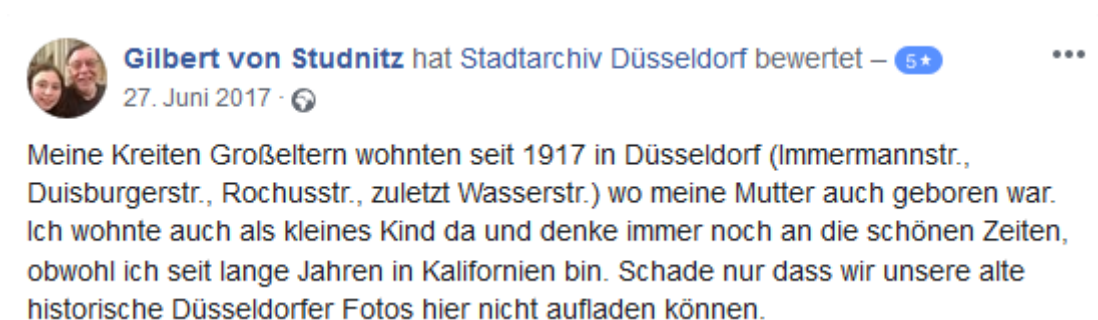 Gilbert von Studnitz hat Stadtarchiv Düsseldorf bewertet – 5★
27. Juni 2017 ·
Meine Kreiten Großeltern wohnten seit 1917 in Düsseldorf (Immermannstr.,
Duisburgerstr., Rochusstr., zuletzt Wasserstr.) wo meine Mutter auch geboren war.
Ich wohnte auch als kleines Kind da und denke immer noch an die schönen Zeiten,
obwohl ich seit lange Jahren in Kalifornien bin. Schade nur dass wir unsere alte
historische Düsseldorfer Fotos hier nicht aufladen können.